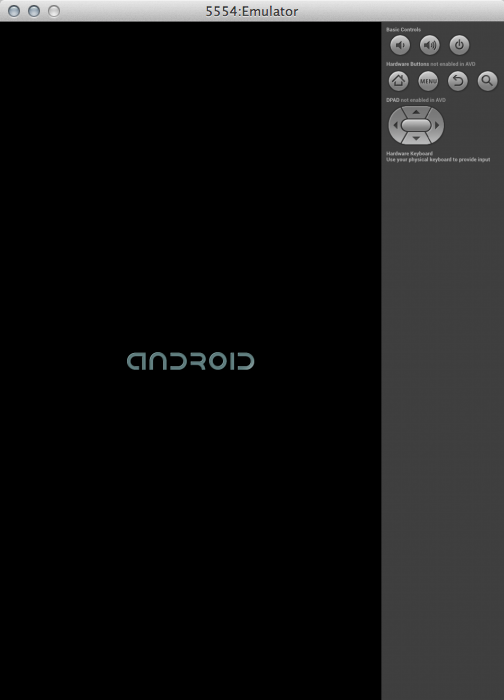 5554:Emulator
Basic Controls
Hardware Buttons not enabled in AVD
MENU
DPAD not enabled in AVD
Hardware Keyboard
Use your physical keyboard to provide input
ANDROID